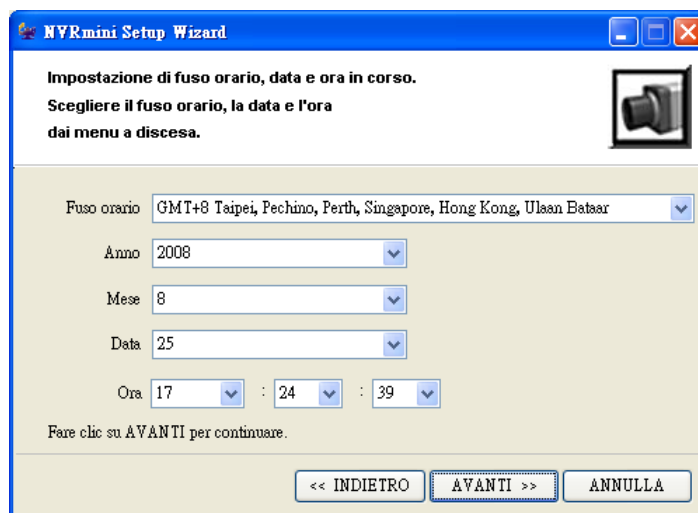 NVRmini Setup Wizard
Impostazione di fuso orario, data e ora in corso.
Scegliere il fuso orario, la data e l'ora
dai menu a discesa.
Fuso orario GMT+8 Taipei, Pechino, Perth, Singapore, Hong Kong, Ulaan Bataar
Anno 2008
Mese 8
Data 25
Ora 17 : 24 : 39
Fare clic su AVANTI per continuare.
<< INDIETRO AVANTI >> ANNULLA